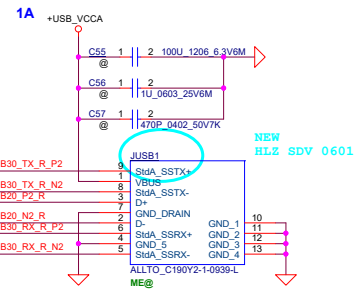 1A
+USB_VCCA
C55 1 2 100U_1206_6.3V6M
@
C56 1 2
@ 1U_0603_25V6M
C57 1 2
@ 470P_0402_50V7K
NEW
HLZ SDV 0601
JUSB1
B30_TX_R_P2 9 StdA_SSTX+
1 VBUS
B30_TX_R_N2 8 StdA_SSTX-
B20_P2_R 3 D+
7 GND_DRAIN
B20_N2_R 2 D- GND_1 10
B30_RX_R_P2 6 StdA_SSRX+ GND_2 11
4 GND_5 GND_3 12
B30_RX_R_N2 5 StdA_SSRX- GND_4 13
ALLTO_C190Y2-1-0939-L
ME@